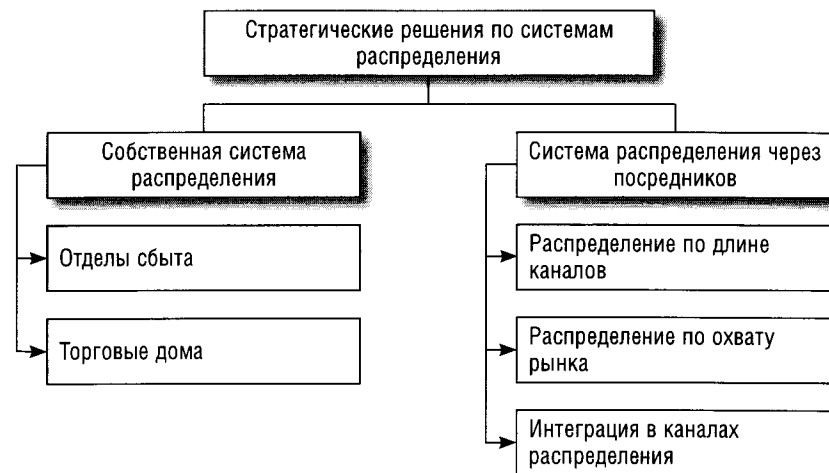 Стратегические решения по системам
распределения
Собственная система
распределения
Отделы сбыта
Торговые дома
Система распределения через
посредников
Распределение по длине
каналов
Распределение по охвату
рынка
Интеграция в каналах
распределения